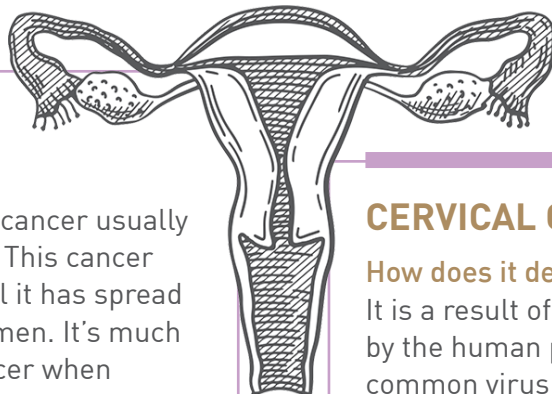 cancer usually
This cancer
it has spread
men. It's much
cer when
CERVICAL
How does it de
It is a result of
by the human p
common virus